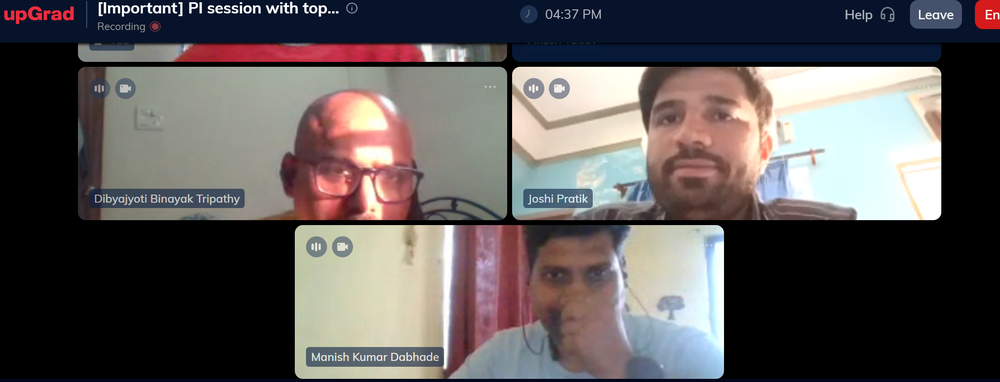 upGrad
[Important] PI session with top...
Recording
04:37 PM
Help
Leave
En
Dibyajyoti Binayak Tripathy
Joshi Pratik
Manish Kumar Dabhade